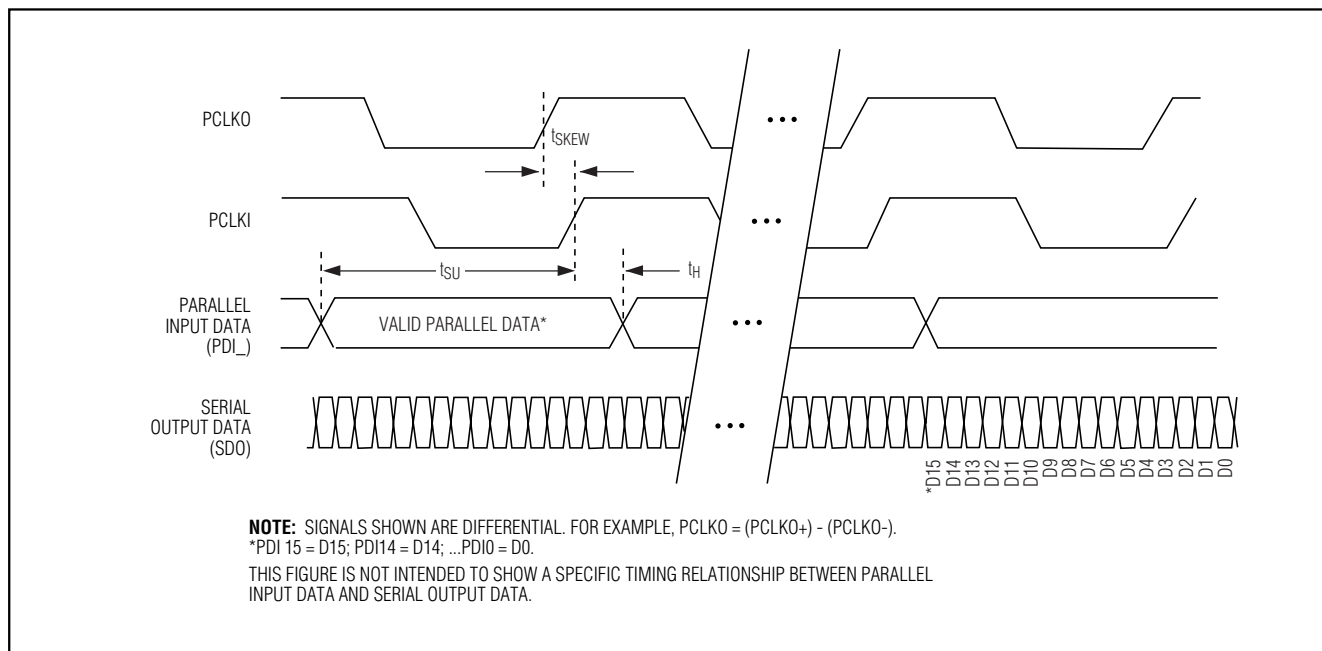 PCLKO
tSKEW
PCLKI
tSU
tH
PARALLEL
INPUT DATA
(PDI_)
VALID PARALLEL DATA*
SERIAL
OUTPUT DATA
(SDO)
*D15
D14
D13
D12
D11
D10
D9
D8
D7
D6
D5
D4
D3
D2
D1
D0
NOTE: SIGNALS SHOWN ARE DIFFERENTIAL. FOR EXAMPLE, PCLKO = (PCLKO+) - (PCLKO-).
*PDI 15 = D15; PDI14 = D14; ...PDI0 = D0.
THIS FIGURE IS NOT INTENDED TO SHOW A SPECIFIC TIMING RELATIONSHIP BETWEEN PARALLEL
INPUT DATA AND SERIAL OUTPUT DATA.